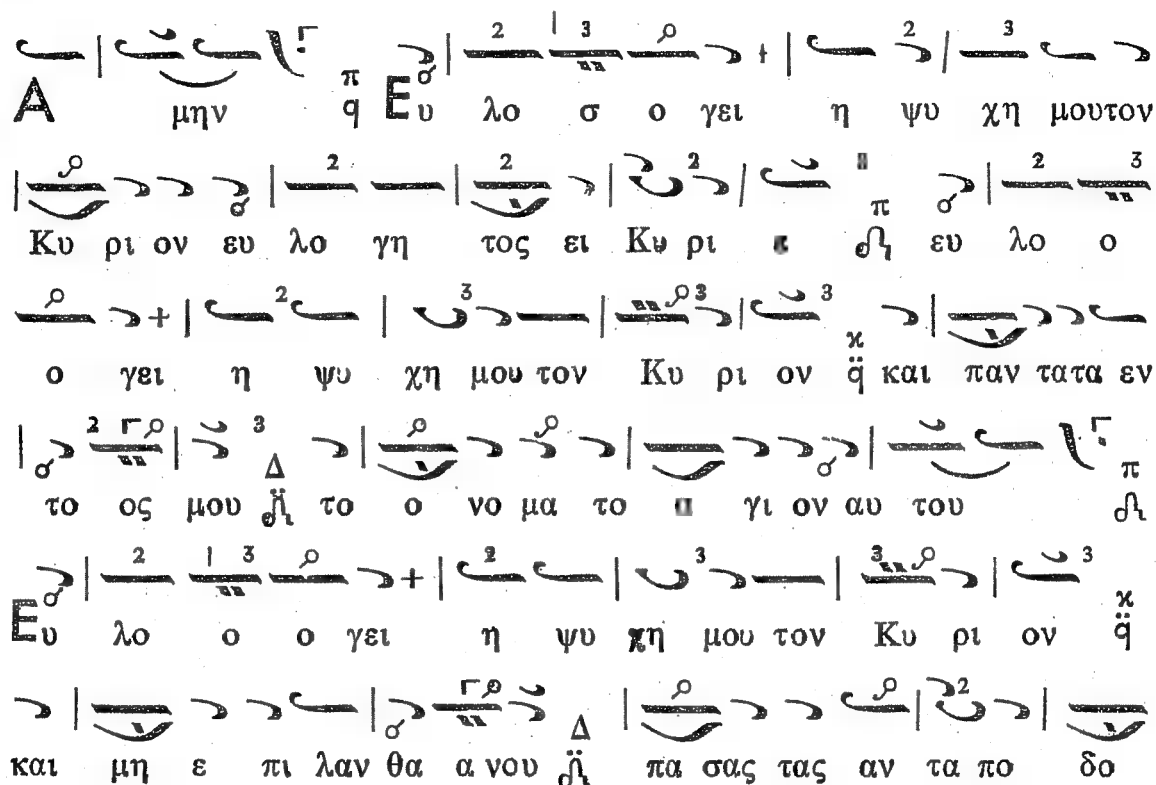 Α μην π q Ευ λο σ ο γει η ψυ χη μουτον
Κυ ρι ον ευ λο γη τος ει Κυ ρι π ευ λο ο
ο γει η ψυ χη μου τον Κυ ρι ον ϰ q̈ και παν τατα εν
το ος μου Δ το ο νο μα το γι ον αυ του π
Ευ λο ο ο γει η ψυ χη μου τον Κυ ρι ον ϰ q̈
και μη ε πι λαν θα α νου Δ πα σας τας αν τα πο δο